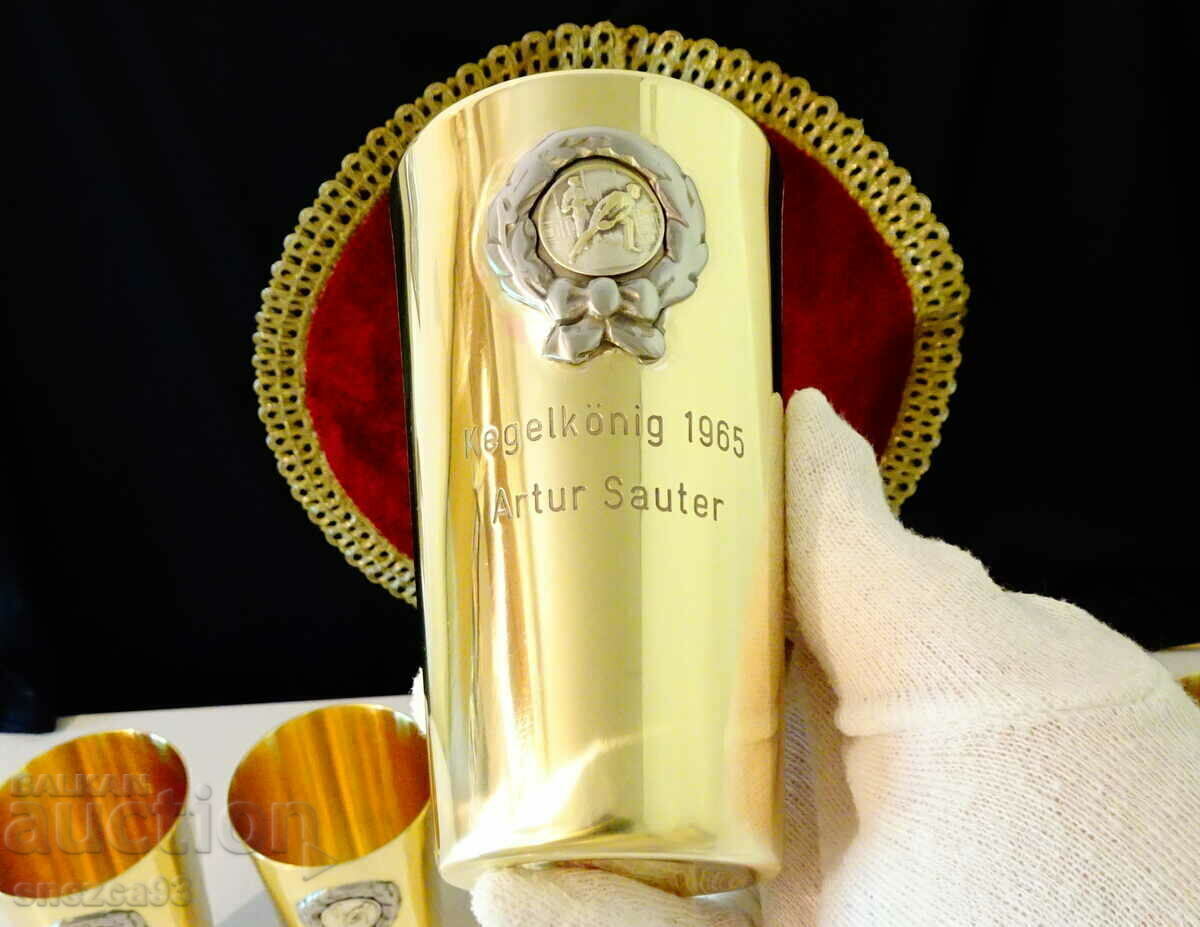 Kegelkönig 1965
Artur Sauter
BALKAN
auction
snezca93